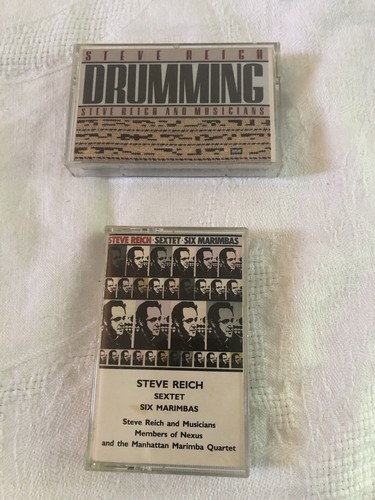 STEVE REICH
DRUMMING
STEVE REICH AND MUSICIANS
STEVE REICH · SEXTET · SIX MARIMBAS
STEVE REICH
SEXTET
SIX MARIMBAS
Steve Reich and Musicians
Members of Nexus
and the Manhattan Marimba Quartet